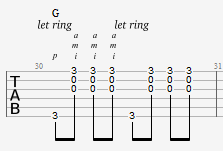 G
let ring let ring
a a a
m m m
p i i i
30 31
3 3 3 3 3 3
0 0 0 0 0 0
0 0 0 0 0 0
3 3
T
A
B